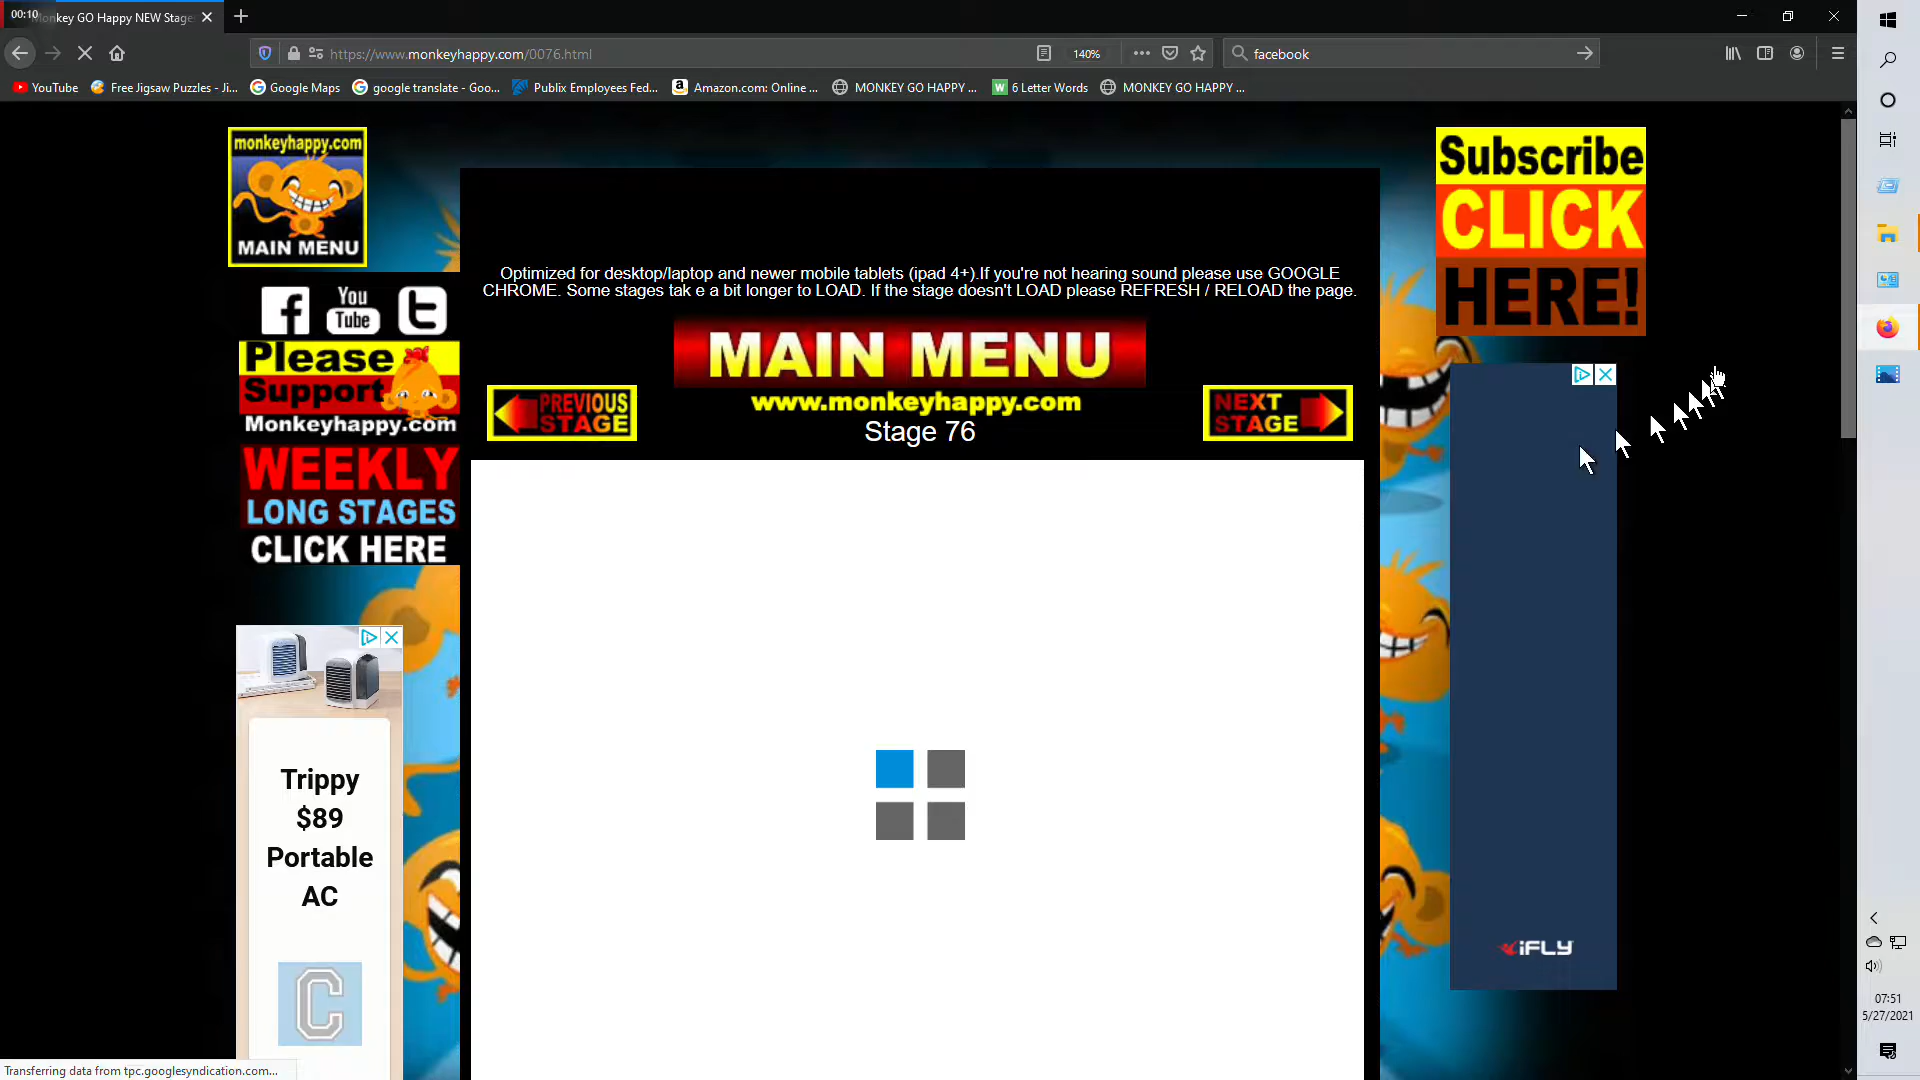 00:10
Monkey GO Happy NEW Stage
https://www.monkeyhappy.com/0076.html
140%
facebook
YouTube
Free Jigsaw Puzzles - Ji...
Google Maps
google translate - Goo...
Publix Employees Fed...
Amazon.com: Online ...
MONKEY GO HAPPY ...
W
6 Letter Words
MONKEY GO HAPPY ...
monkeyhappy.com
MAIN MENU
You
Tube
Please
Support
Monkeyhappy.com
WEEKLY
LONG STAGES
CLICK HERE
Trippy
$89
Portable
AC
C
Optimized for desktop/laptop and newer mobile tablets (ipad 4+).If you're not hearing sound please use GOOGLE
CHROME. Some stages tak e a bit longer to LOAD. If the stage doesn't LOAD please REFRESH / RELOAD the page.
MAIN MENU
www.monkeyhappy.com
PREVIOUS
STAGE
Stage 76
NEXT
STAGE
Subscribe
CLICK
HERE!
iFLY
07:51
5/27/2021
Transferring data from tpc.googlesyndication.com...